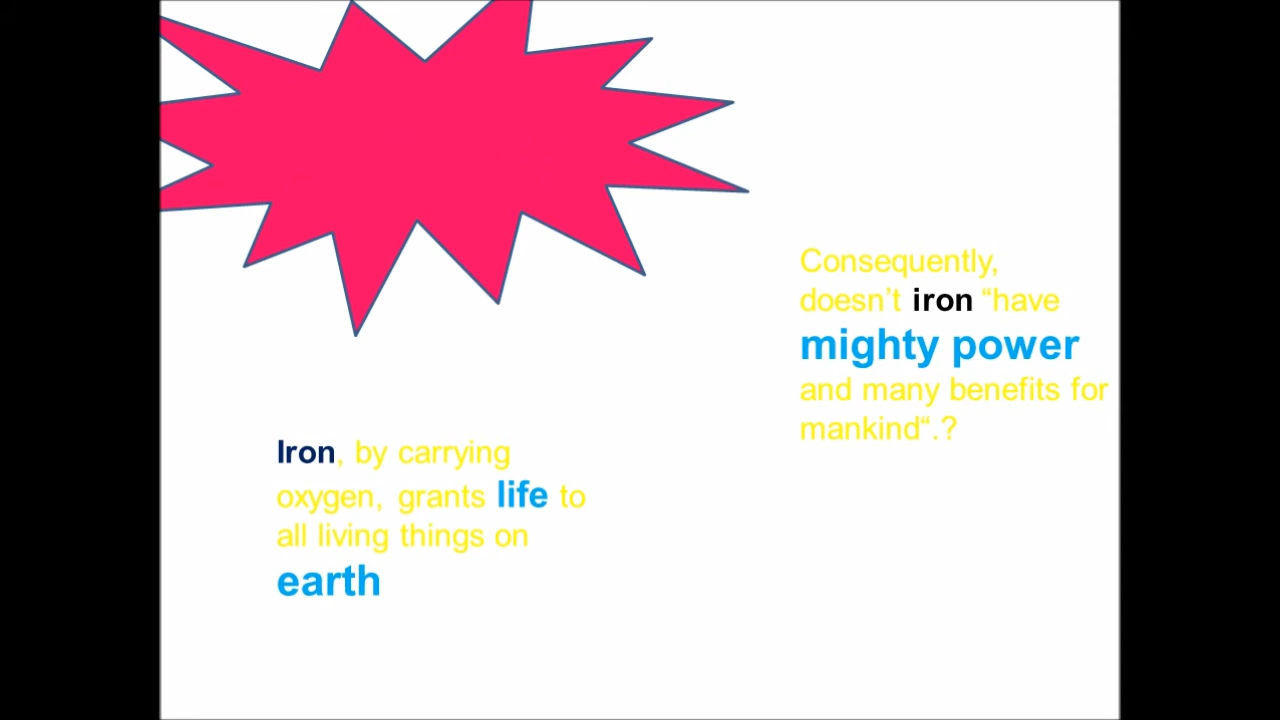 Consequently,
doesn’t iron “have
mighty power
and many benefits for
mankind“.?
Iron, by carrying
oxygen, grants life to
all living things on
earth